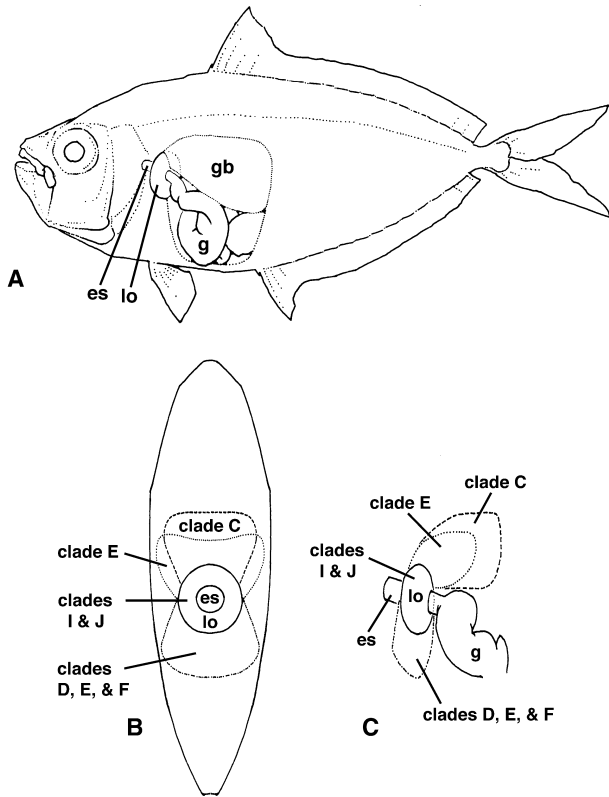 gb
g
A
es lo
clade C
clade E
clades
I & J
es
lo
clades
D, E, & F
B
clade C
clade E
clades
I & J
lo
es
g
clades D, E, & F
C